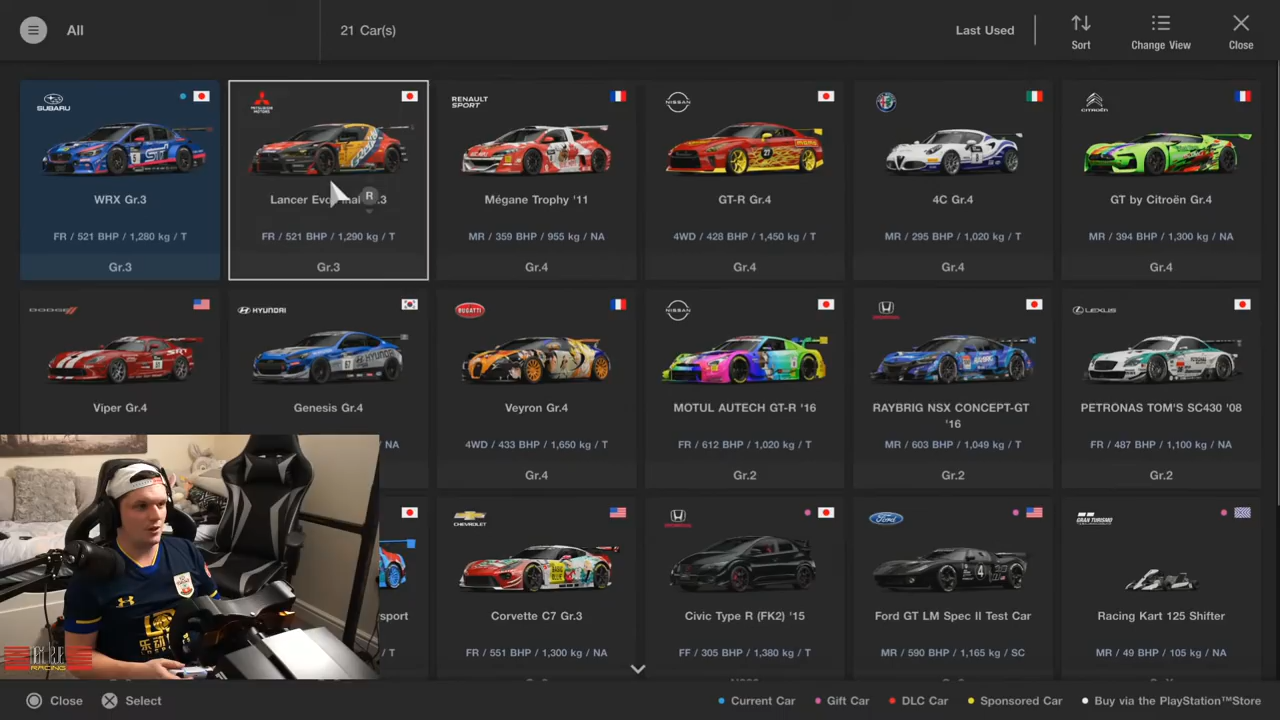 All
21 Car(s)
Last Used
Sort
Change View
Close
SUBARU
MITSUBISHI MOTORS
RENAULT SPORT
NISSAN
WRX Gr.3
Mégane Trophy '11
GT-R Gr.4
4C Gr.4
GT by Citroën Gr.4
FR / 521 BHP / 1,280 kg / T
FR / 521 BHP / 1,290 kg / T
MR / 359 BHP / 955 kg / NA
4WD / 428 BHP / 1,450 kg / T
MR / 295 BHP / 1,020 kg / T
MR / 394 BHP / 1,300 kg / NA
Gr.3
Gr.3
Gr.4
Gr.4
Gr.4
Gr.4
DODGE
HYUNDAI
BUGATTI
NISSAN
HONDA
LEXUS
Viper Gr.4
Genesis Gr.4
Veyron Gr.4
MOTUL AUTECH GT-R '16
RAYBRIG NSX CONCEPT-GT
'16
PETRONAS TOM'S SC430 '08
NA
4WD / 433 BHP / 1,650 kg / T
FR / 612 BHP / 1,020 kg / T
MR / 603 BHP / 1,049 kg / T
FR / 487 BHP / 1,100 kg / NA
Gr.4
Gr.2
Gr.2
Gr.2
CHEVROLET
HONDA
Ford
GRAN TURISMO
Corvette C7 Gr.3
Civic Type R (FK2) '15
Ford GT LM Spec II Test Car
Racing Kart 125 Shifter
FR / 551 BHP / 1,300 kg / NA
FF / 305 BHP / 1,380 kg / T
MR / 590 BHP / 1,165 kg / SC
MR / 49 BHP / 105 kg / NA
RACING
Close
Select
Current Car
Gift Car
DLC Car
Sponsored Car
Buy via the PlayStation™Store